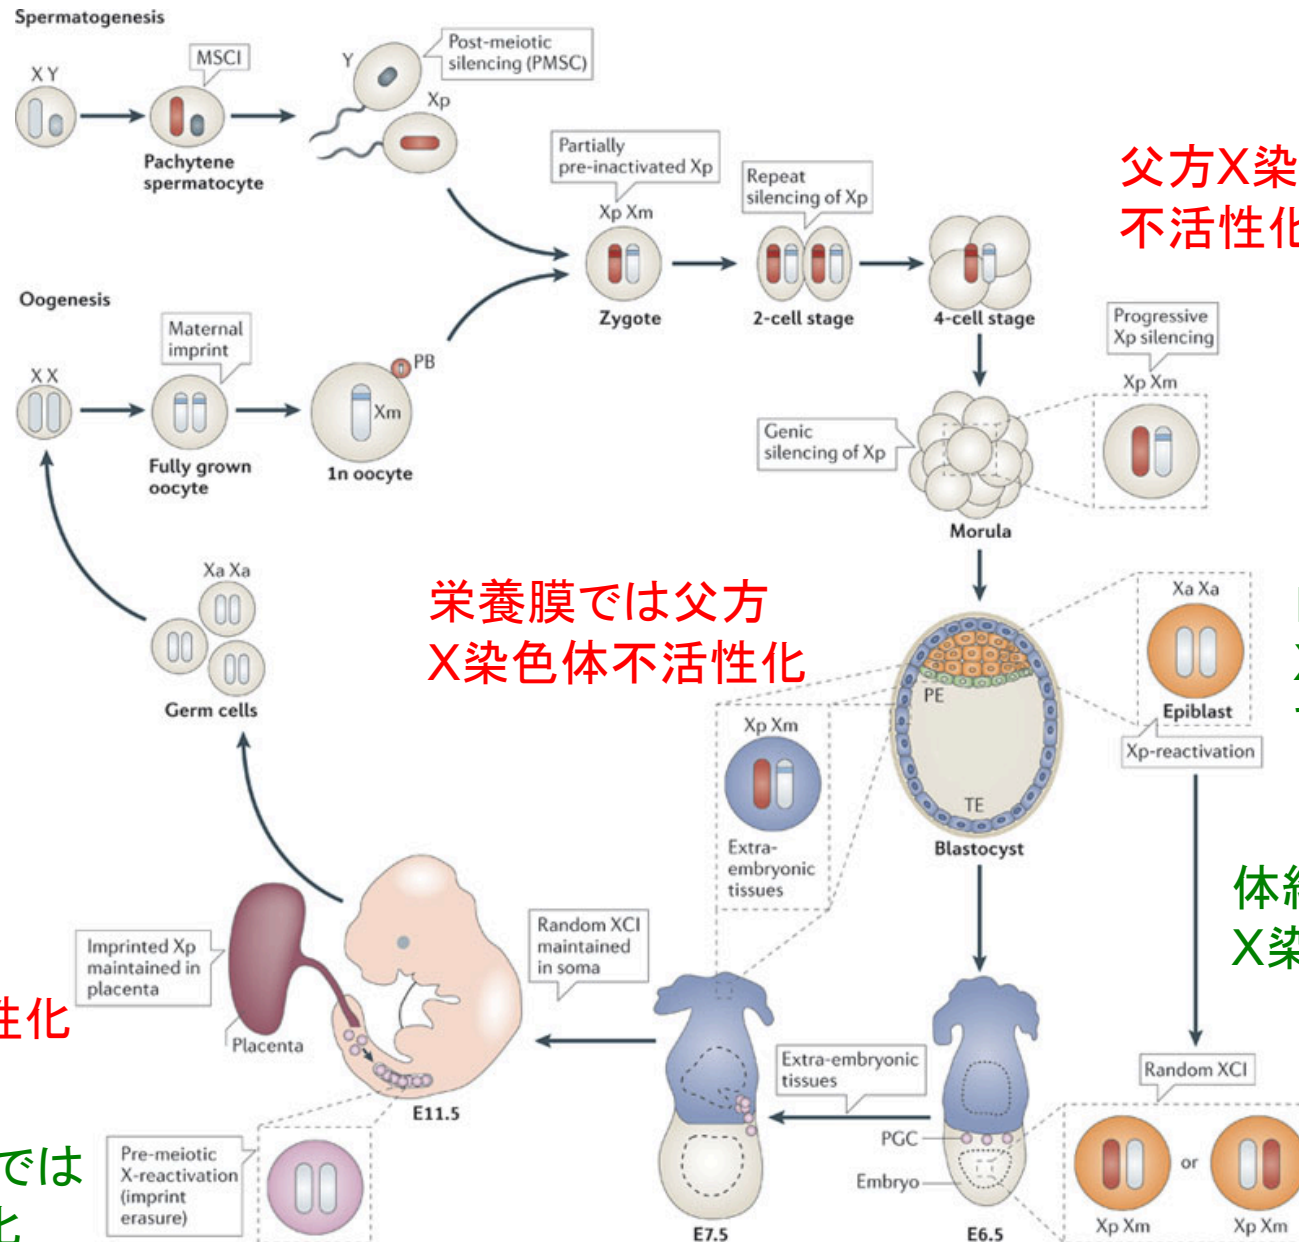 Spermatogenesis
X Y
MSCI
Pachytene
spermatocyte
Y
Xp
Post-meiotic
silencing (PMSC)
Partially
pre-inactivated Xp
Xp Xm
Zygote
Repeat
silencing of Xp
2-cell stage
4-cell stage
父方X染
不活性化
Oogenesis
X X
Maternal
imprint
Fully grown
oocyte
PB
Xm
1n oocyte
Progressive
Xp silencing
Xp Xm
Genic
silencing of Xp
Morula
Xa Xa
Germ cells
栄養膜では父方
X染色体不活性化
Xa Xa
Epiblast
Xp-reactivation
PE
TE
Blastocyst
Xp Xm
Extra-
embryonic
tissues
体
X染
Imprinted Xp
maintained in
placenta
Placenta
性化
Random XCI
maintained
in soma
E11.5
Extra-embryonic
tissues
Random XCI
PGC
Embryo
or
Xp Xm
Xp Xm
E7.5
E6.5
では
化
Pre-meiotic
X-reactivation
(imprint
erasure)